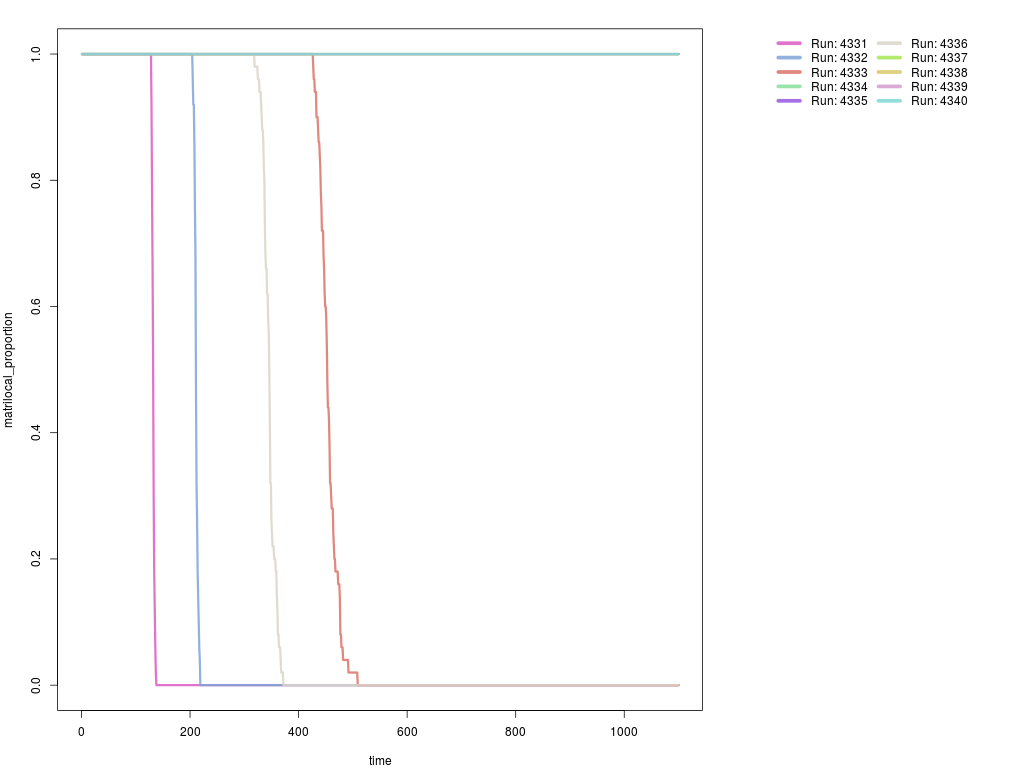 1.0
0.8
0.6
0.4
0.2
0.0
matrilocal_proportion
0 200 400 600 800 1000
time
Run: 4331 Run: 4336
Run: 4332 Run: 4337
Run: 4333 Run: 4338
Run: 4334 Run: 4339
Run: 4335 Run: 4340